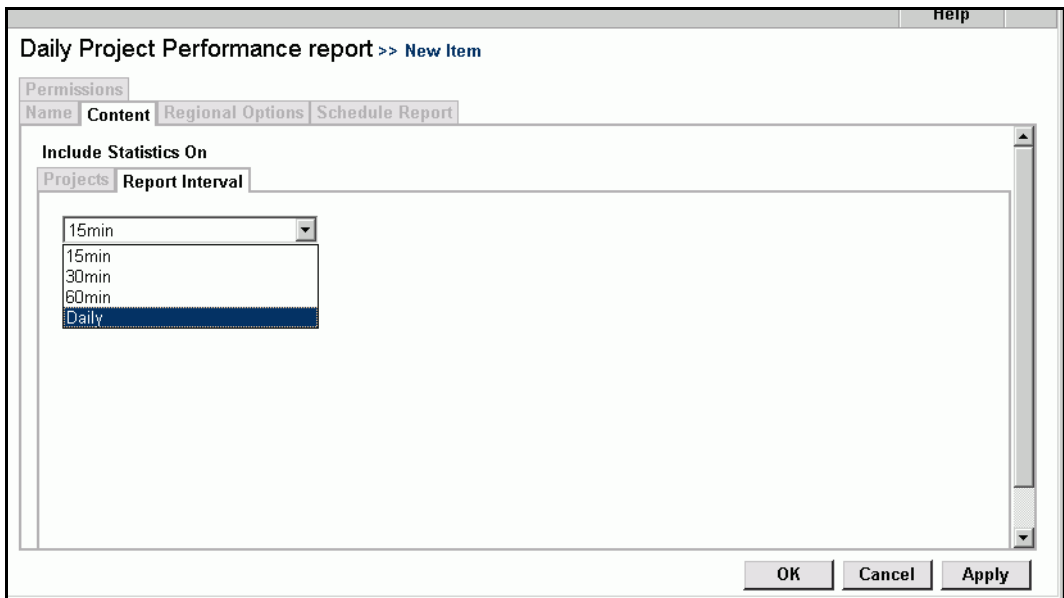 Help
Daily Project Performance report >> New Item
Permissions
Name Content Regional Options Schedule Report
Include Statistics On
Projects Report Interval
15min
15min
30min
60min
Daily
OK Cancel Apply